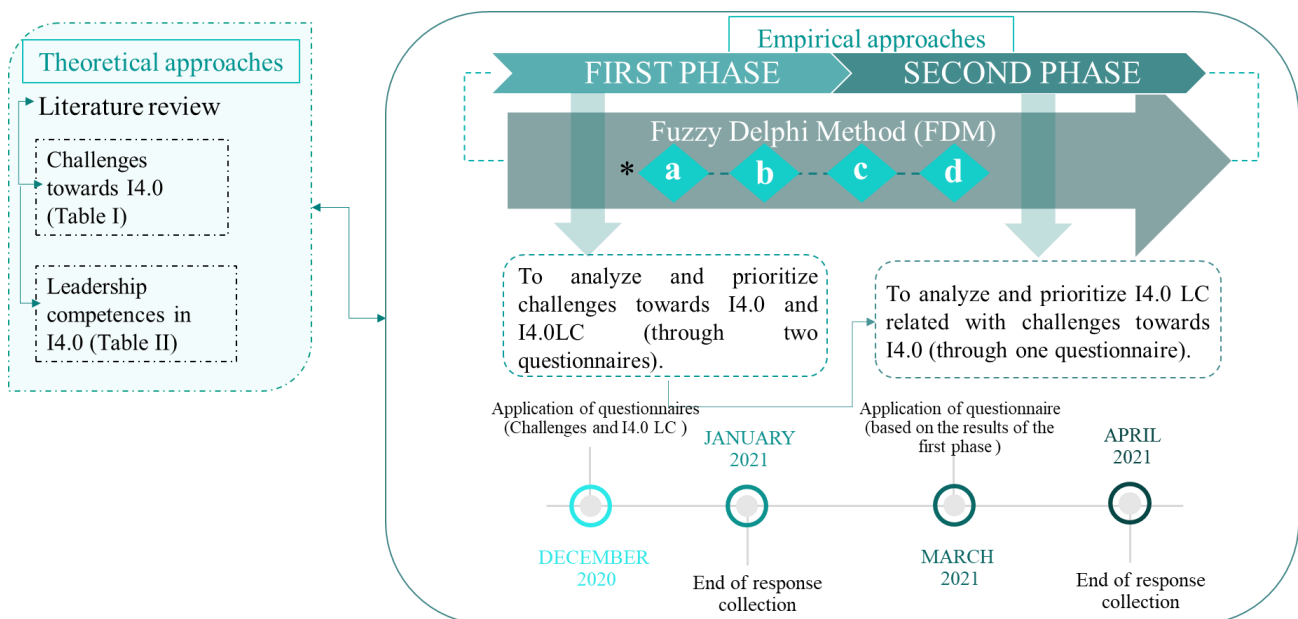 Theoretical approaches
Literature review
Challenges
towards I4.0
(Table I)
Leadership
competences in
I4.0 (Table II)
Empirical approaches
FIRST PHASE
SECOND PHASE
Fuzzy Delphi Method (FDM)
* a b c d
To analyze and prioritize
challenges towards I4.0 and
I4.0LC (through two
questionnaires).
To analyze and prioritize I4.0 LC
related with challenges towards
I4.0 (through one questionnaire).
Application of questionnaires
(Challenges and I4.0 LC )
JANUARY
2021
Application of questionnaire
(based on the results of the
first phase )
APRIL
2021
DECEMBER
2020
End of response
collection
MARCH
2021
End of response
collection